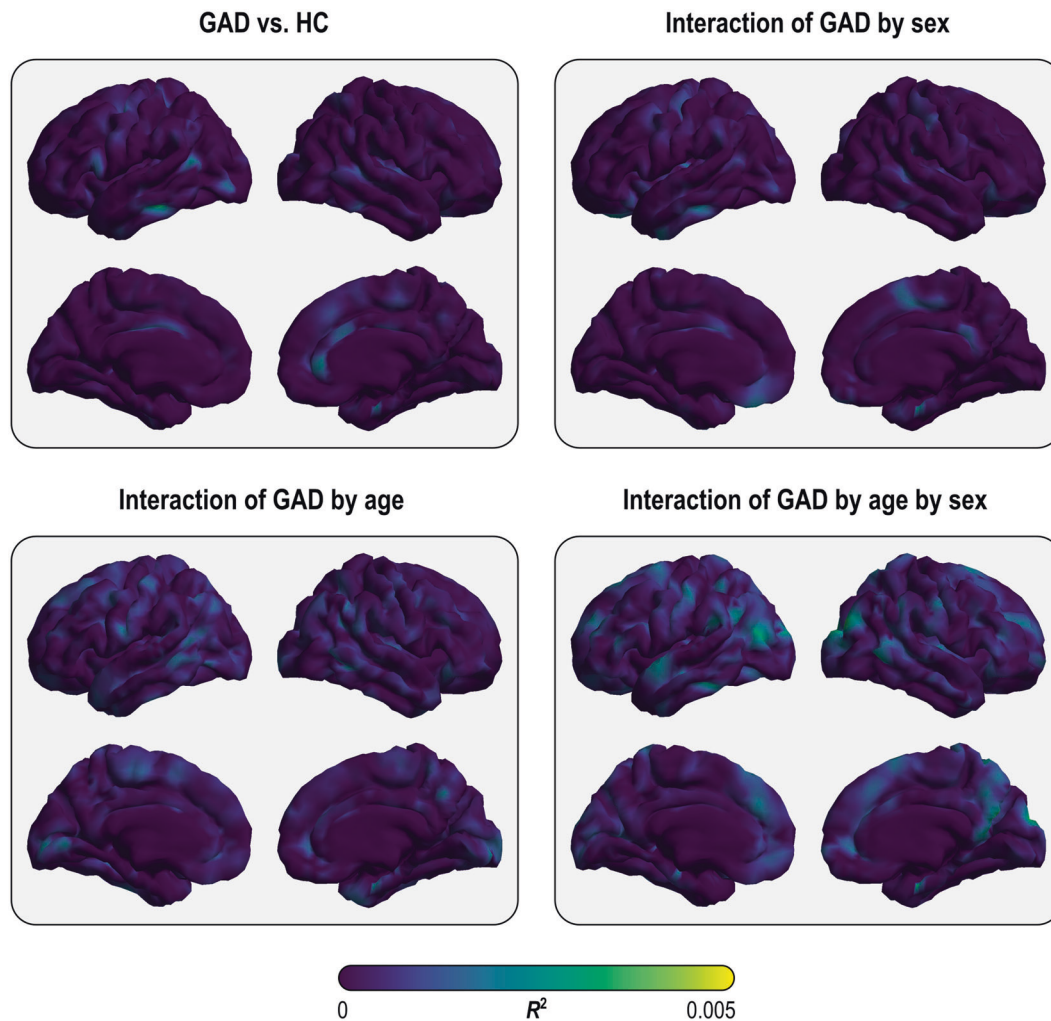 GAD vs. HC
Interaction of GAD by sex
Interaction of GAD by age
Interaction of GAD by age by sex
0 R² 0.005